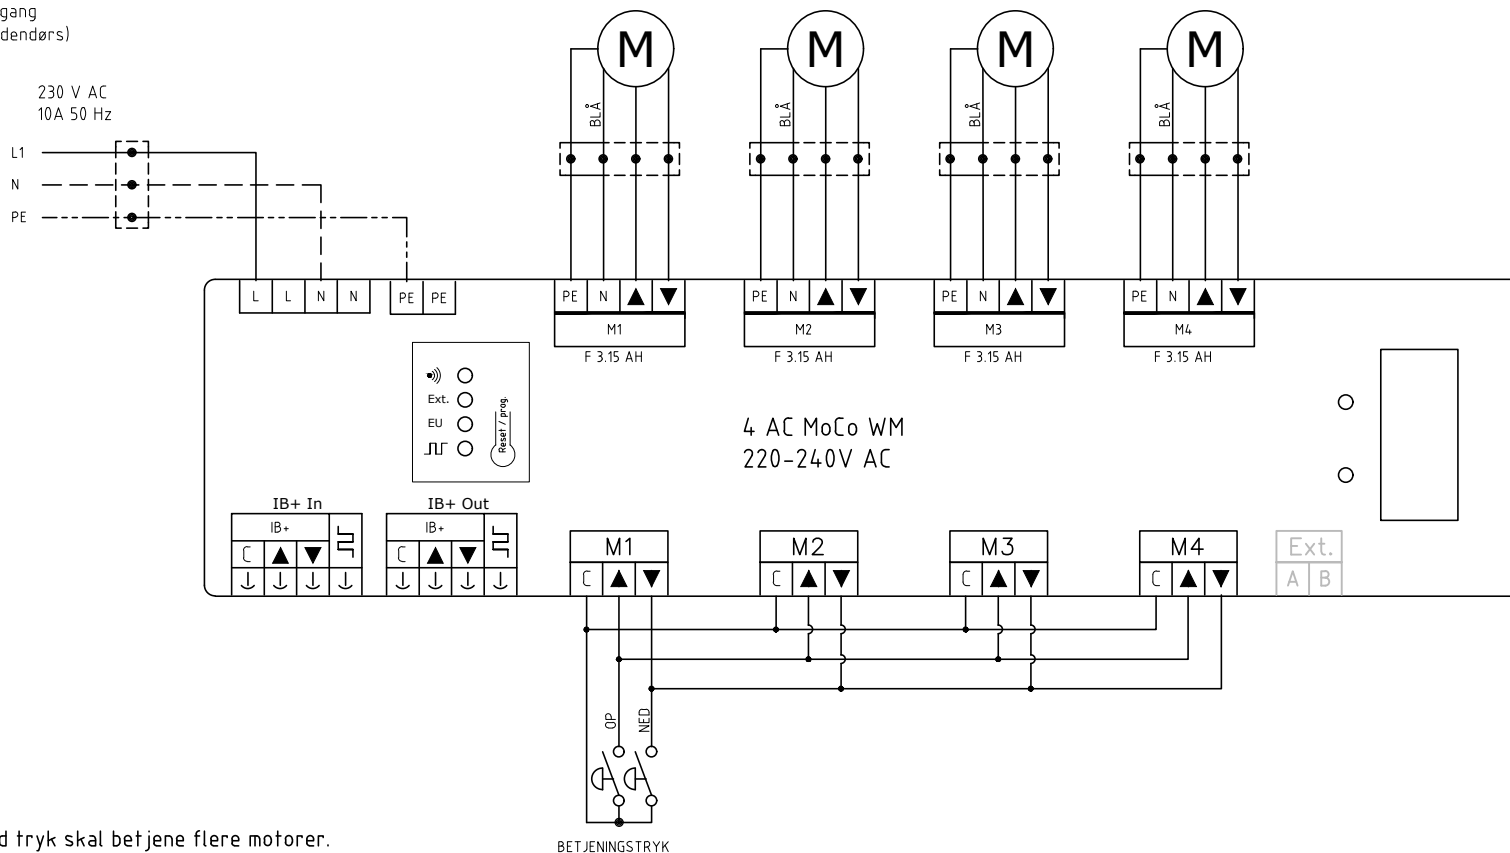 gang
dendørs)
230 V AC
10A 50 Hz
L1
N
PE
M
M
M
M
BLÅ
BLÅ
BLÅ
BLÅ
L L N N PE PE
PE N
PE N
PE N
PE N
M1
M2
M3
M4
F 3.15 AH
F 3.15 AH
F 3.15 AH
F 3.15 AH
Ext.
EU
Reset / prog.
4 AC MoCo WM
220-240V AC
IB+ In
IB+
C
IB+ Out
IB+
C
M1
C
M2
C
M3
C
M4
C
Ext.
A B
OP
NED
BETJENINGSTRYK
d tryk skal betjene flere motorer.